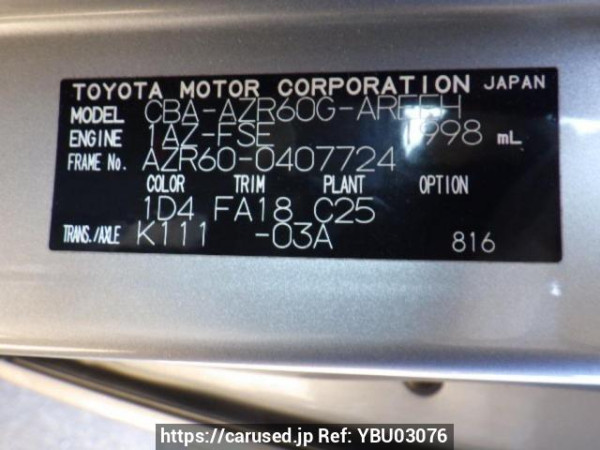 TOYOTA MOTOR CORPORATION JAPAN
MODEL CBA-AZR60G-AREEH
ENGINE 1AZ-FSE 1998 mL
FRAME No. AZR60-0407724
COLOR TRIM PLANT OPTION
1D4 FA18 C25
TRANS./AXLE K111 -03A 816
https://carused.jp Ref: YBU03076